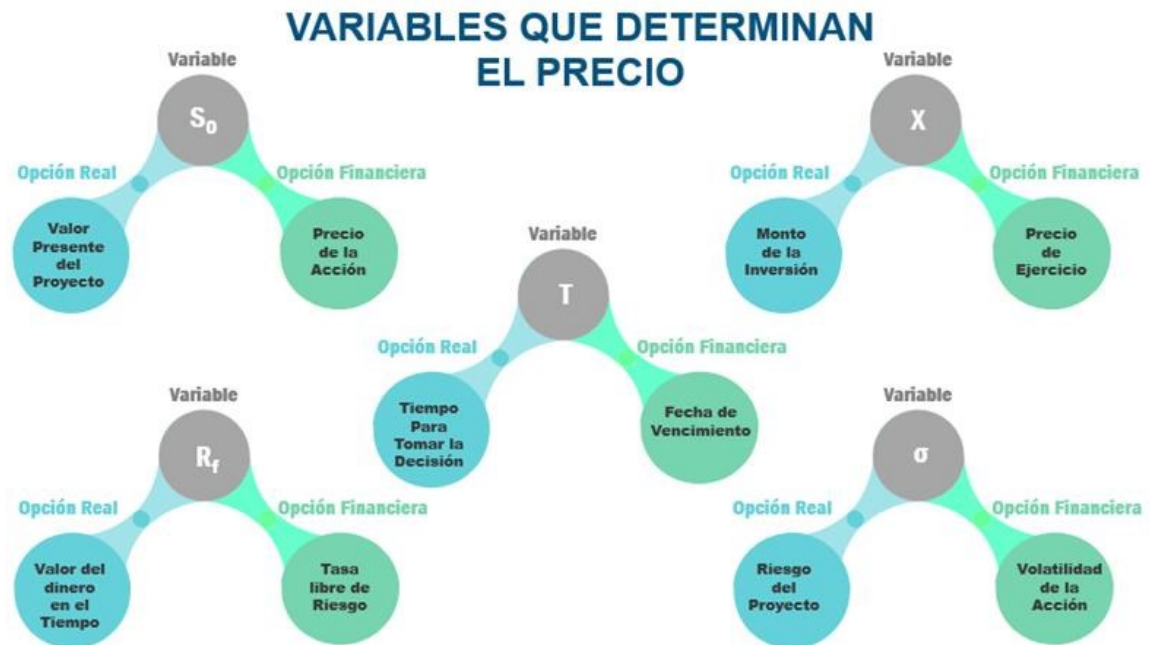 VARIABLES QUE DETERMINAN
EL PRECIO
Variable
S₀
Opción Real
Opción Financiera
Valor
Presente
del
Proyecto
Precio
de la
Acción
Variable
X
Opción Real
Opción Financiera
Monto
de la
Inversión
Precio
de
Ejercicio
Variable
T
Opción Real
Opción Financiera
Tiempo
Para
Tomar la
Decisión
Fecha de
Vencimiento
Variable
R_f
Opción Real
Opción Financiera
Valor del
dinero
en el
Tiempo
Tasa
libre de
Riesgo
Variable
σ
Opción Real
Opción Financiera
Riesgo
del
Proyecto
Volatilidad
de la
Acción